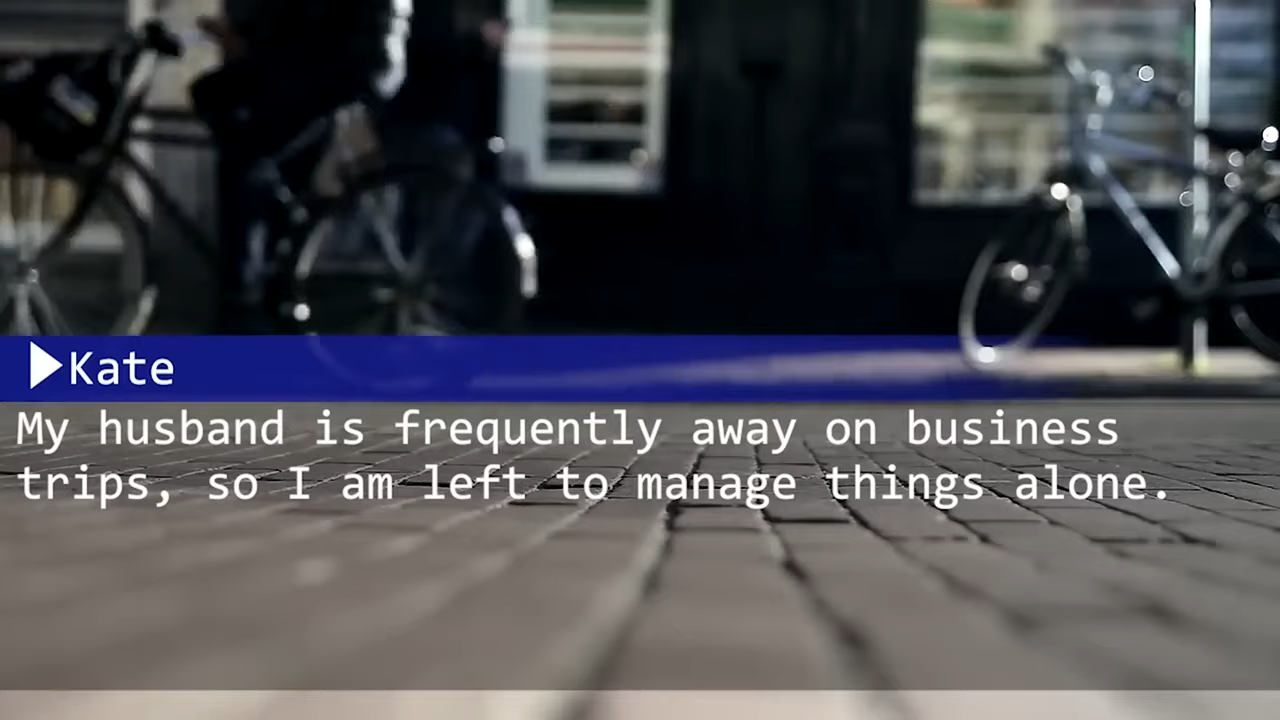 ▶Kate
My husband is frequently away on business
trips, so I am left to manage things alone.